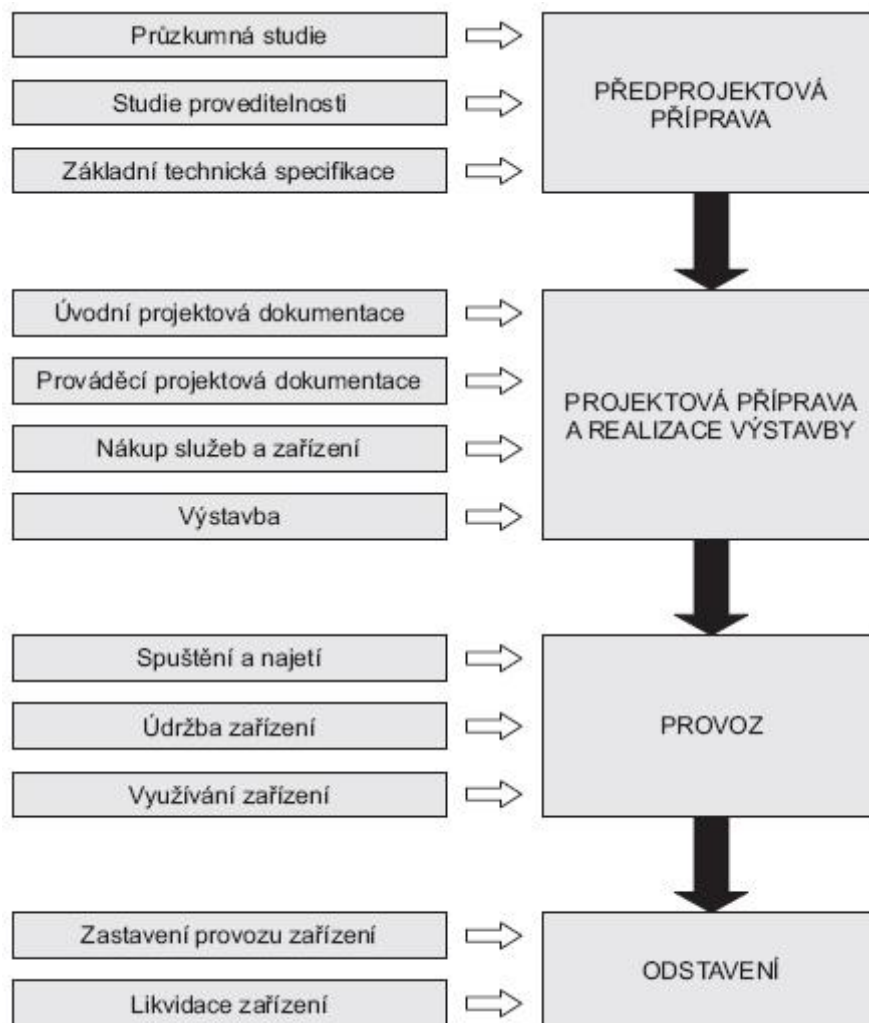 Průzkumná studie
Studie proveditelnosti
Základní technická specifikace
PŘEDPROJEKTOVÁ
PŘÍPRAVA
Úvodní projektová dokumentace
Prováděcí projektová dokumentace
Nákup služeb a zařízení
Výstavba
PROJEKTOVÁ PŘÍPRAVA
A REALIZACE VÝSTAVBY
Spuštění a najetí
Údržba zařízení
Využívání zařízení
PROVOZ
Zastavení provozu zařízení
Likvidace zařízení
ODSTAVENÍ